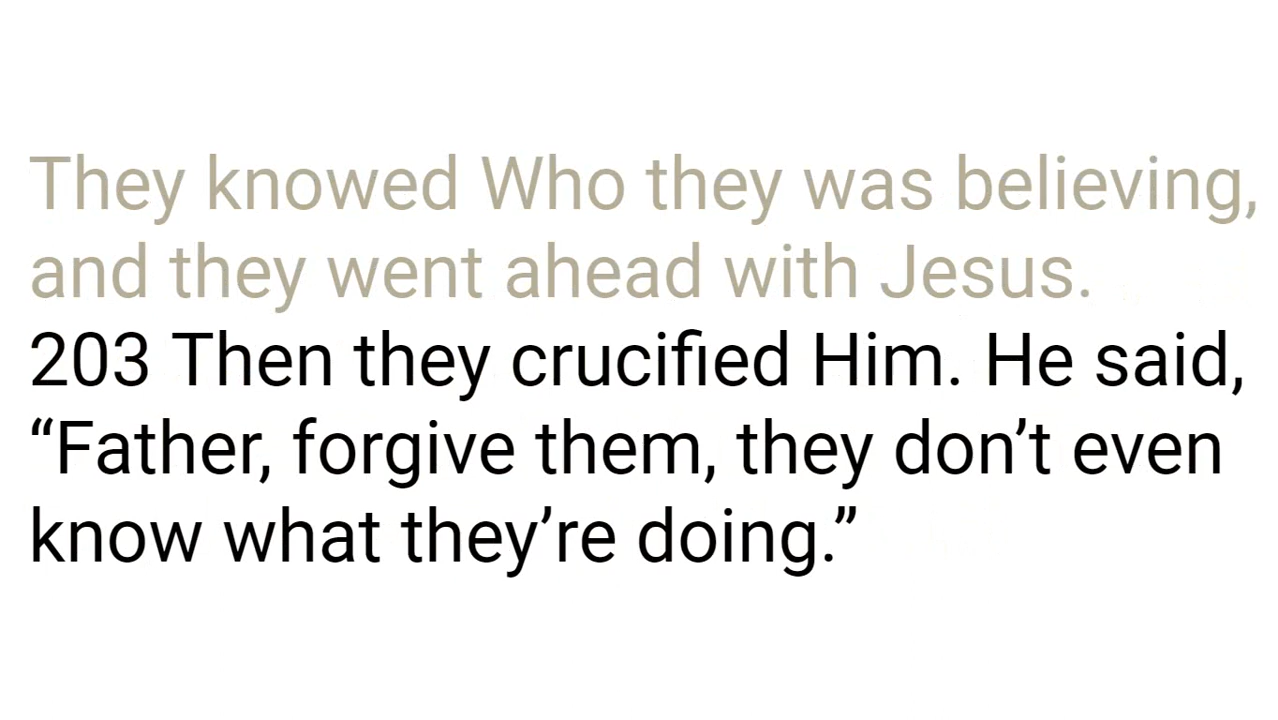 They knowed Who they was believing,
and they went ahead with Jesus.
203 Then they crucified Him. He said,
“Father, forgive them, they don’t even
know what they’re doing.”